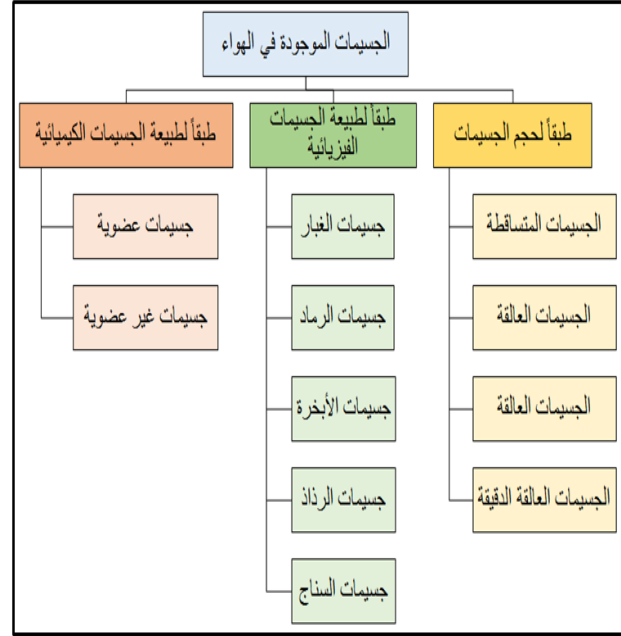 الجسيمات الموجودة في الهواء
طبقاً لحجم الجسيمات
الجسيمات المتساقطة
الجسيمات العالقة
الجسيمات العالقة
الجسيمات العالقة الدقيقة
طبقاً لطبيعة الجسيمات
الفيزيائية
جسيمات الغبار
جسيمات الرماد
جسيمات الأبخرة
جسيمات الرذاذ
جسيمات السناج
طبقاً لطبيعة الجسيمات الكيميائية
جسيمات عضوية
جسيمات غير عضوية